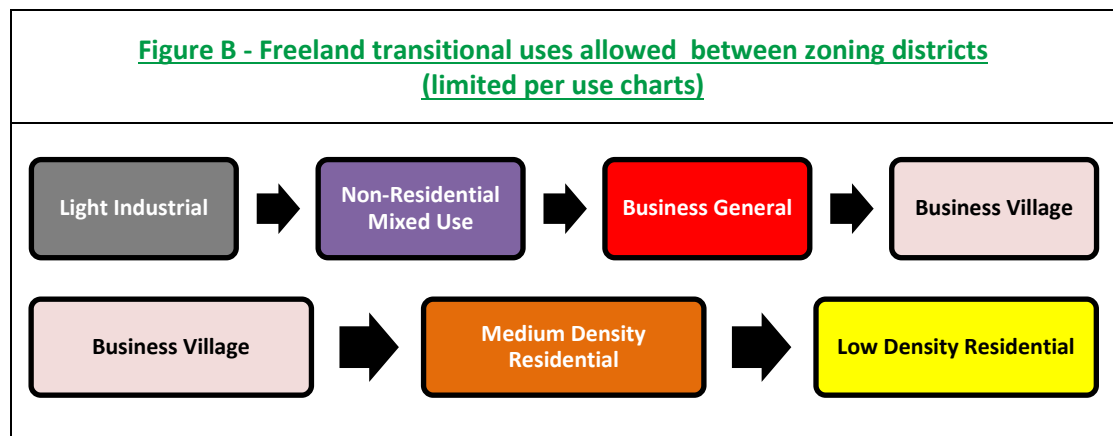 Figure B - Freeland transitional uses allowed  between zoning districts
(limited per use charts)
Light Industrial
Non-Residential
Mixed Use
Business General
Business Village
Business Village
Medium Density
Residential
Low Density Residential